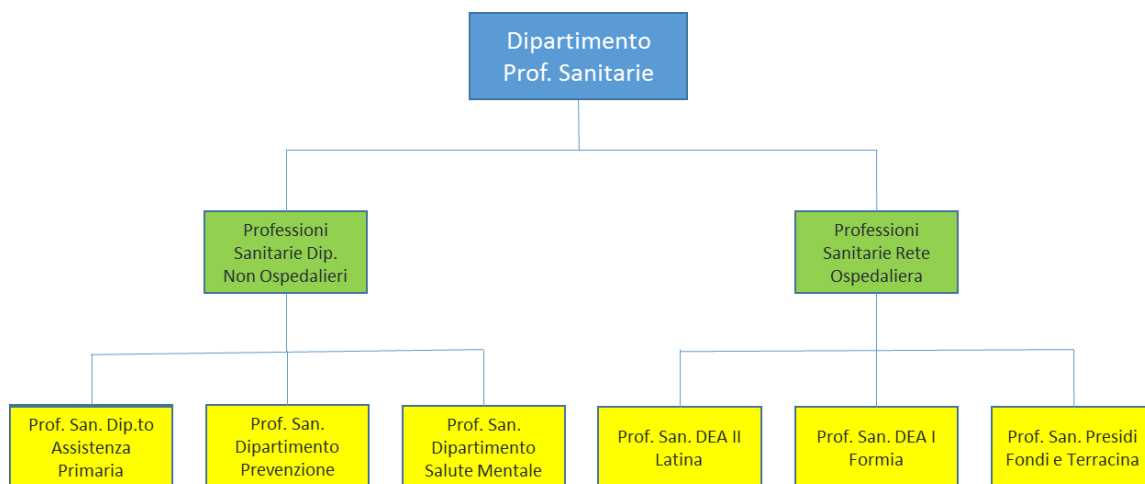 Dipartimento
Prof. Sanitarie
Professioni
Sanitarie Dip.
Non Ospedalieri
Professioni
Sanitarie Rete
Ospedaliera
Prof. San. Dip.to
Assistenza
Primaria
Prof. San.
Dipartimento
Prevenzione
Prof. San.
Dipartimento
Salute Mentale
Prof. San. DEA II
Latina
Prof. San. DEA I
Formia
Prof. San. Presidi
Fondi e Terracina